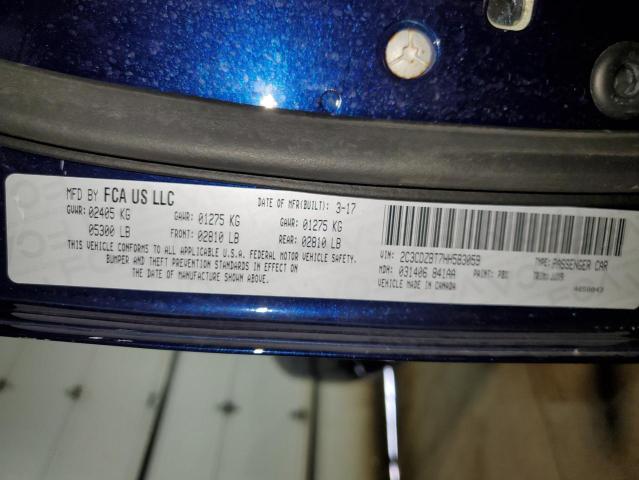 MFD BY FCA US LLC DATE OF MFR(BUILT): 3-17
GVWR: 02405 KG GAWR: 01275 KG GAWR: 01275 KG
05300 LB FRONT: 02810 LB REAR: 02810 LB
THIS VEHICLE CONFORMS TO ALL APPLICABLE U.S.A. FEDERAL MOTOR VEHICLE SAFETY,
BUMPER AND THEFT PREVENTION STANDARDS IN EFFECT ON
THE DATE OF MANUFACTURE SHOWN ABOVE.
VIN: 2C3CDZBT7HH583059 TYPE: PASSENGER CAR
MDH: 031406 841AA PAINT: PBX TRIM:
VEHICLE MADE IN CANADA